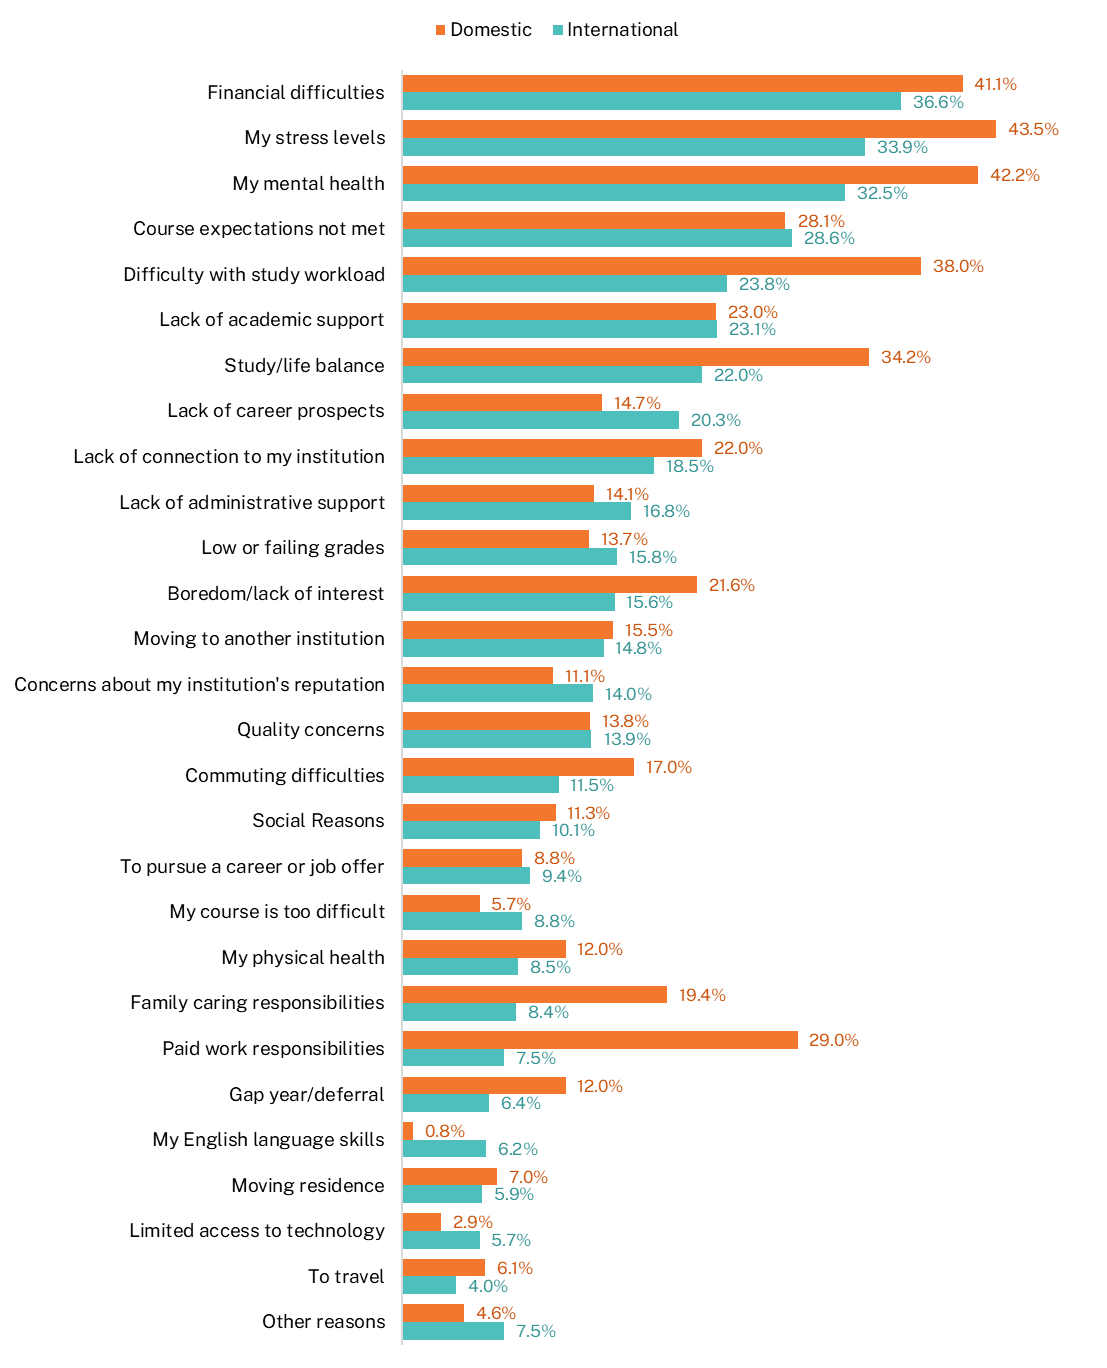 Domestic International
Financial difficulties 41.1%
36.6%
My stress levels 43.5%
33.9%
My mental health 42.2%
32.5%
Course expectations not met 28.1%
28.6%
Difficulty with study workload 38.0%
23.8%
Lack of academic support 23.0%
23.1%
Study/life balance 34.2%
22.0%
Lack of career prospects 14.7%
20.3%
Lack of connection to my institution 22.0%
18.5%
Lack of administrative support 14.1%
16.8%
Low or failing grades 13.7%
15.8%
Boredom/lack of interest 21.6%
15.6%
Moving to another institution 15.5%
14.8%
Concerns about my institution's reputation 11.1%
14.0%
Quality concerns 13.8%
13.9%
Commuting difficulties 17.0%
11.5%
Social Reasons 11.3%
10.1%
To pursue a career or job offer 8.8%
9.4%
My course is too difficult 5.7%
8.8%
My physical health 12.0%
8.5%
Family caring responsibilities 19.4%
8.4%
Paid work responsibilities 29.0%
7.5%
Gap year/deferral 12.0%
6.4%
My English language skills 0.8%
6.2%
Moving residence 7.0%
5.9%
Limited access to technology 2.9%
5.7%
To travel 6.1%
4.0%
Other reasons 4.6%
7.5%